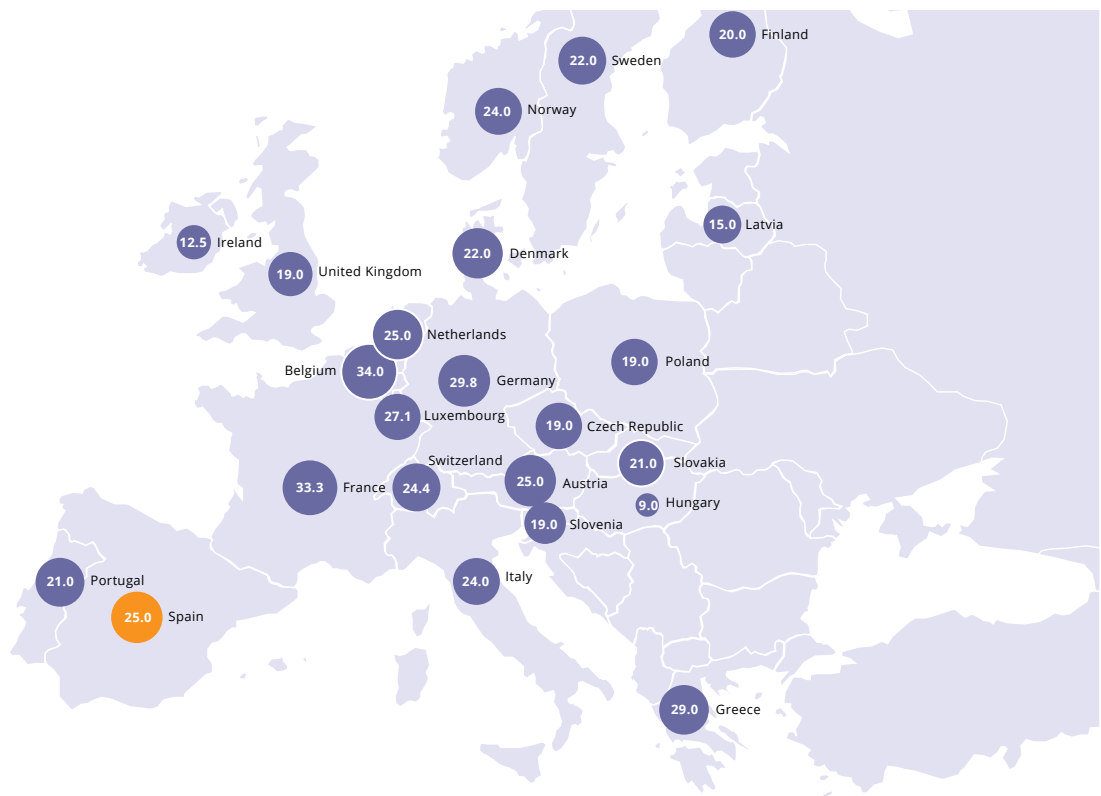 20.0 Finland
22.0 Sweden
24.0 Norway
15.0 Latvia
12.5 Ireland
22.0 Denmark
19.0 United Kingdom
25.0 Netherlands
19.0 Poland
Belgium 34.0
29.8 Germany
27.1 Luxembourg
19.0 Czech Republic
Switzerland
21.0 Slovakia
33.3 France
24.4
25.0 Austria
9.0 Hungary
19.0 Slovenia
21.0 Portugal
24.0 Italy
25.0 Spain
29.0 Greece